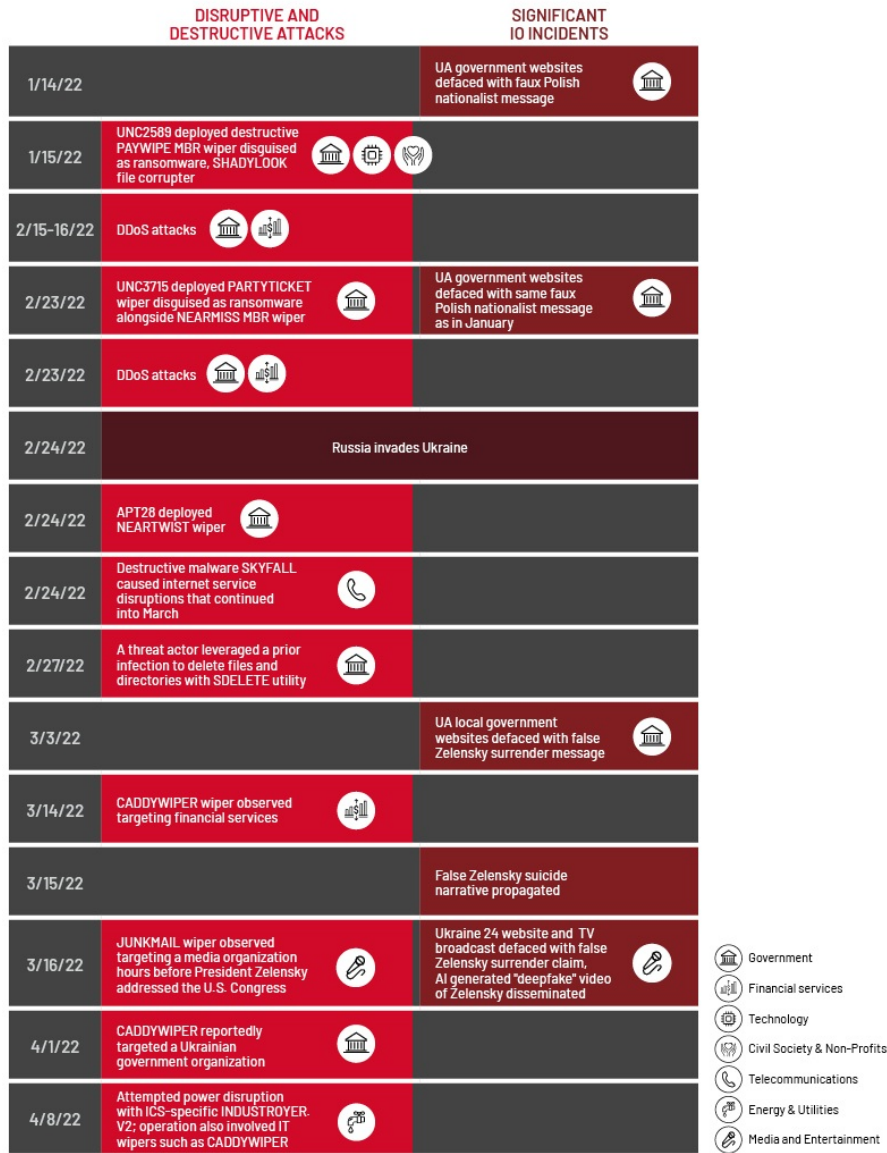 DISRUPTIVE AND
DESTRUCTIVE ATTACKS
SIGNIFICANT
IO INCIDENTS
1/14/22
UA government websites
defaced with faux Polish
nationalist message
1/15/22
UNC2589 deployed destructive
PAYWIPE MBR wiper disguised
as ransomware, SHADYLOOK
file corrupter
2/15-16/22
DDoS attacks
2/23/22
UNC3715 deployed PARTYTICKET
wiper disguised as ransomware
alongside NEARMISS MBR wiper
UA government websites
defaced with same faux
Polish nationalist message
as in January
2/23/22
DDoS attacks
2/24/22
Russia invades Ukraine
2/24/22
APT28 deployed
NEARTWIST wiper
2/24/22
Destructive malware SKYFALL
caused internet service
disruptions that continued
into March
2/27/22
A threat actor leveraged a prior
infection to delete files and
directories with SDELETE utility
3/3/22
UA local government
websites defaced with false
Zelensky surrender message
3/14/22
CADDYWIPER wiper observed
targeting financial services
3/15/22
False Zelensky suicide
narrative propagated
3/16/22
JUNKMAIL wiper observed
targeting a media organization
hours before President Zelensky
addressed the U.S. Congress
Ukraine 24 website and TV
broadcast defaced with false
Zelensky surrender claim,
AI generated "deepfake" video
of Zelensky disseminated
4/1/22
CADDYWIPER reportedly
targeted a Ukrainian
government organization
4/8/22
Attempted power disruption
with ICS-specific INDUSTROYER.
V2; operation also involved IT
wipers such as CADDYWIPER
Government
Financial services
Technology
Civil Society & Non-Profits
Telecommunications
Energy & Utilities
Media and Entertainment